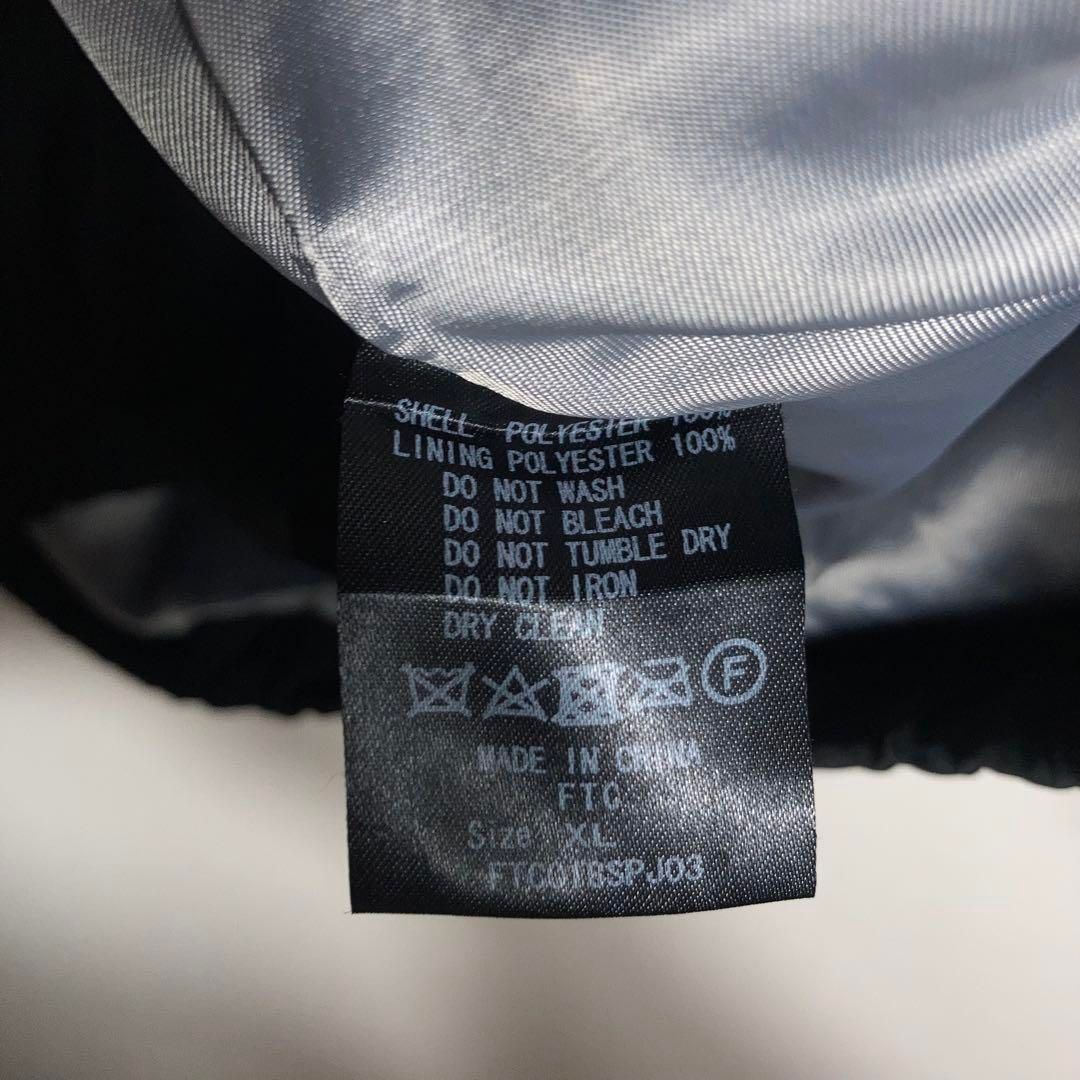 SHELL POLYESTER 100%
LINING POLYESTER 100%
DO NOT WASH
DO NOT BLEACH
DO NOT TUMBLE DRY
DO NOT IRON
DRY CLEAN
F
MADE IN CHINA
FTC
Size XL